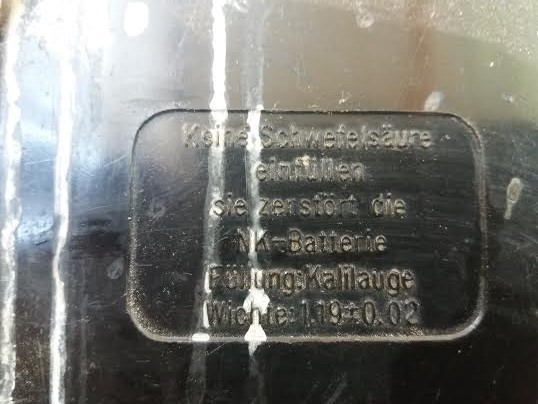 Keine Schwefelsäure
einfüllen
sie zerstört die
NK-Batterie
Füllung:Kalilauge
Wichte: 1.19±0.02